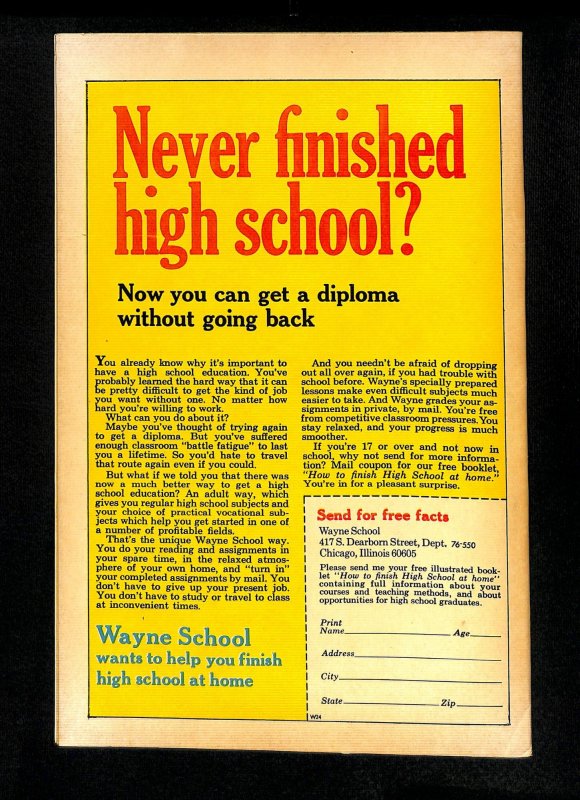 Never finished
high school?
Now you can get a diploma
without going back
You already know why it's important to
have a high school education. You've
probably learned the hard way that it can
be pretty difficult to get the kind of job
you want without one. No matter how
hard you're willing to work.
What can you do about it?
Maybe you've thought of trying again
to get a diploma. But you've suffered
enough classroom "battle fatigue" to last
you a lifetime. So you'd hate to travel
that route again even if you could.
But what if we told you that there was
now a much better way to get a high
school education? An adult way, which
gives you regular high school subjects and
your choice of practical vocational sub-
jects which help you get started in one of
a number of profitable fields.
That's the unique Wayne School way.
You do your reading and assignments in
your spare time, in the relaxed atmos-
phere of your own home, and "turn in"
your completed assignments by mail. You
don't have to give up your present job.
You don't have to study or travel to class
at inconvenient times.
Wayne School
wants to help you finish
high school at home
And you needn't be afraid of dropping
out all over again, if you had trouble with
school before. Wayne's specially prepared
lessons make even difficult subjects much
easier to take. And Wayne grades your as-
signments in private, by mail. You're free
from competitive classroom pressures. You
stay relaxed, and your progress is much
smoother.
If you're 17 or over and not now in
school, why not send for more informa-
tion? Mail coupon for our free booklet,
"How to finish High School at home."
You're in for a pleasant surprise.
Send for free facts
Wayne School
417 S. Dearborn Street, Dept. 76-550
Chicago, Illinois 60605
Please send me your free illustrated book-
let "How to finish High School at home"
containing full information about your
courses and teaching methods, and about
opportunities for high school graduates.
Print
Name Age
Address
City
State Zip
W24